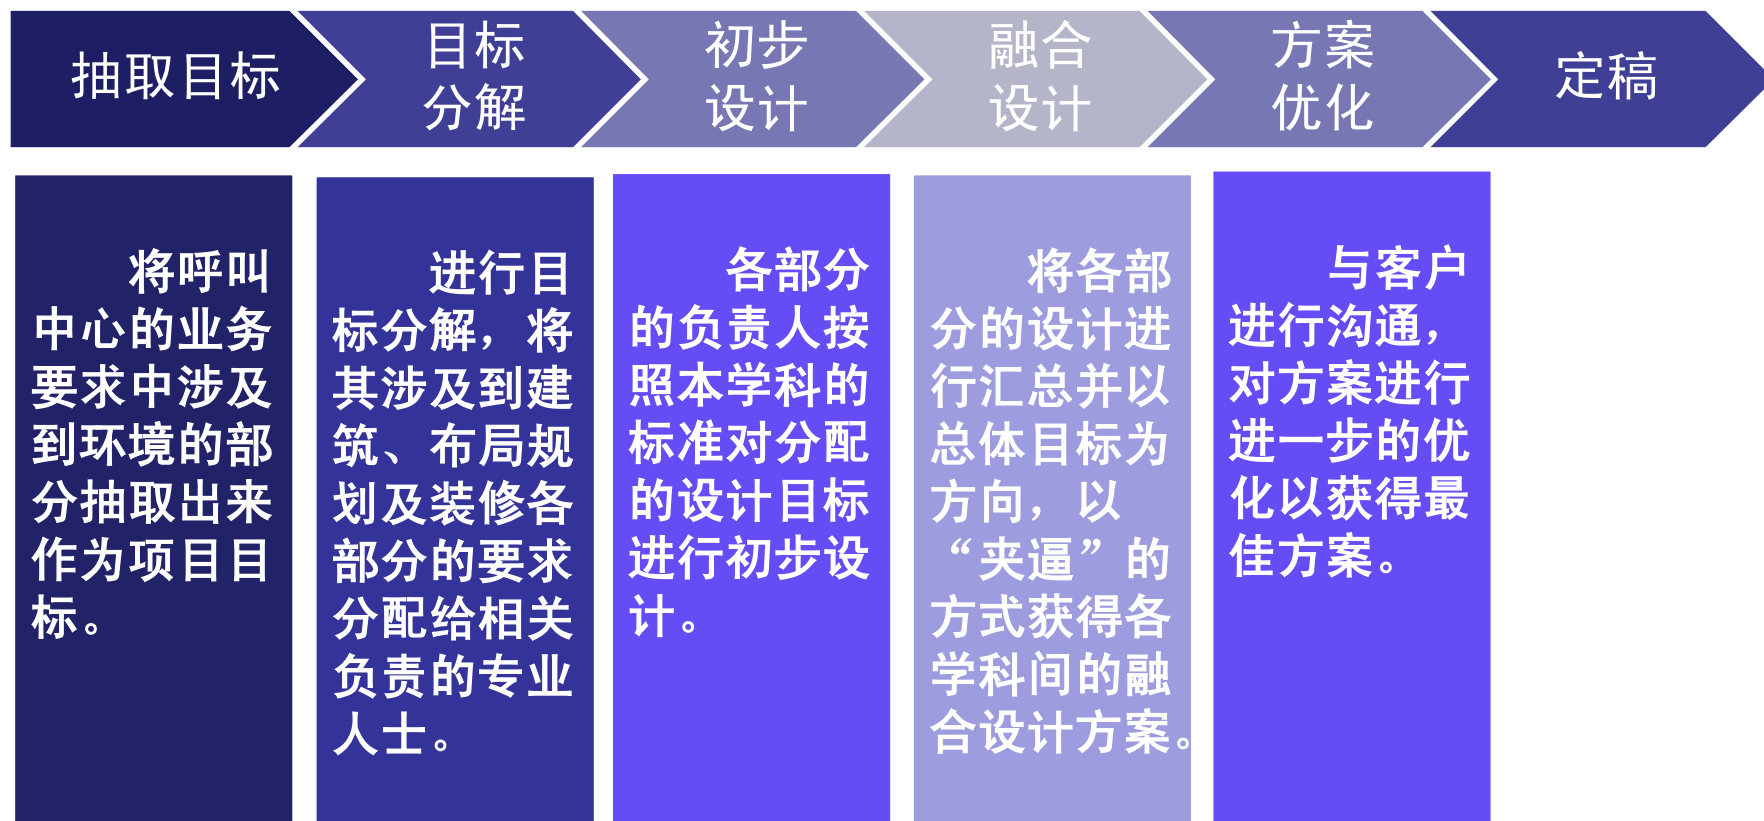 抽取目标
目标
分解
初步
设计
融合
设计
方案
优化
定稿
将呼叫
中心的业务
要求中涉及
到环境的部
分抽取出来
作为项目目
标。
进行目
标分解，将
其涉及到建
筑、布局规
划及装修各
部分的要求
分配给相关
负责的专业
人士。
各部分
的负责人按
照本学科的
标准对分配
的设计目标
进行初步设
计。
将各部
分的设计进
行汇总并以
总体目标为
方向，以
“夹逼”的
方式获得各
学科间的融
合设计方案。
与客户
进行沟通，
对方案进行
进一步的优
化以获得最
佳方案。